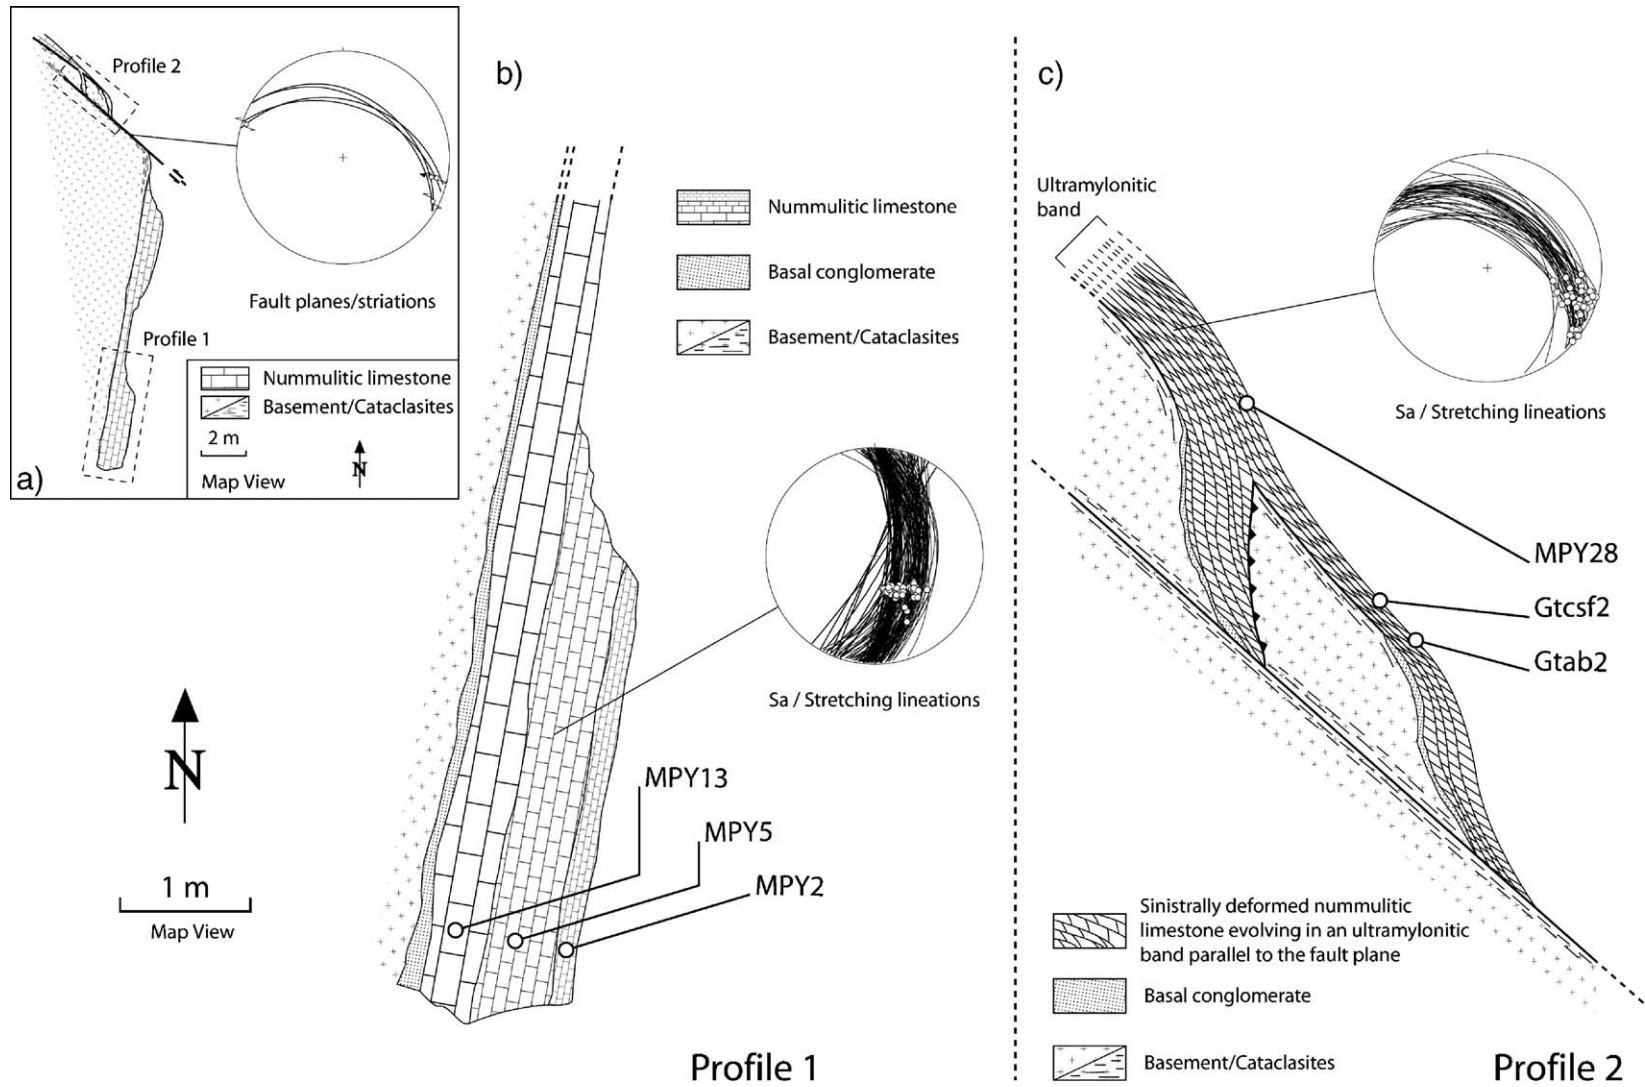 a)
Profile 2
Fault planes/striations
Profile 1
Nummulitic limestone
Basement/Cataclasites
2 m
N
Map View
b)
Nummulitic limestone
Basal conglomerate
Basement/Cataclasites
Sa / Stretching lineations
MPY13
MPY5
MPY2
N
1 m
Map View
Profile 1
c)
Ultramylonitic
band
Sa / Stretching lineations
MPY28
Gtcsf2
Gtab2
Sinistrally deformed nummulitic
limestone evolving in an ultramylonitic
band parallel to the fault plane
Basal conglomerate
Basement/Cataclasites
Profile 2